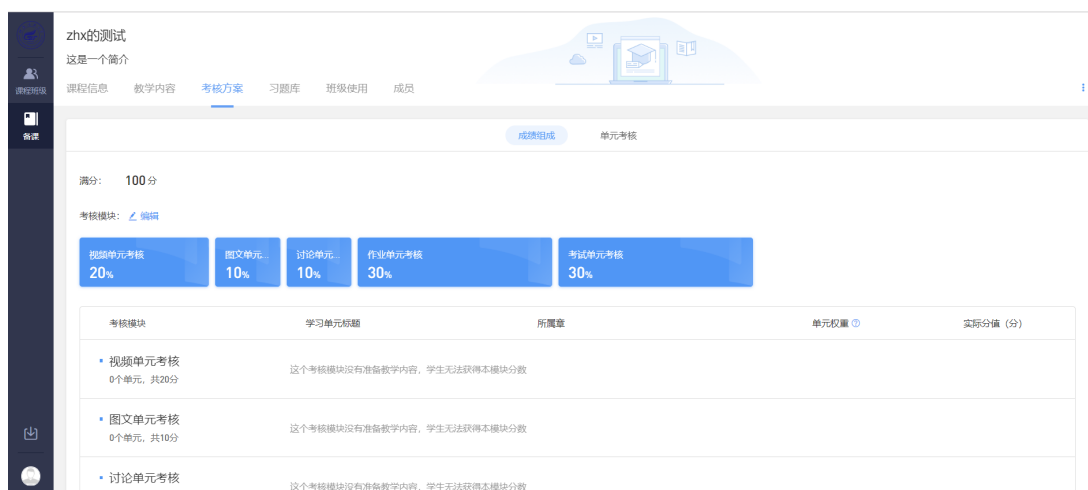 zhx的测试
这是一个简介
课程班级
课程信息 教学内容 考核方案 习题库 班级使用 成员
备课
成绩组成 单元考核
满分: 100 分
考核模块: 编辑
视频单元考核 图文单元... 讨论单元... 作业单元考核 考试单元考核
20% 10% 10% 30% 30%
考核模块 学习单元标题 所属章 单元权重 实际分值（分）
视频单元考核
0个单元，共20分
这个考核模块没有准备教学内容，学生无法获得本模块分数
图文单元考核
0个单元，共10分
这个考核模块没有准备教学内容，学生无法获得本模块分数
讨论单元考核
这个考核模块没有准备教学内容，学生无法获得本模块分数